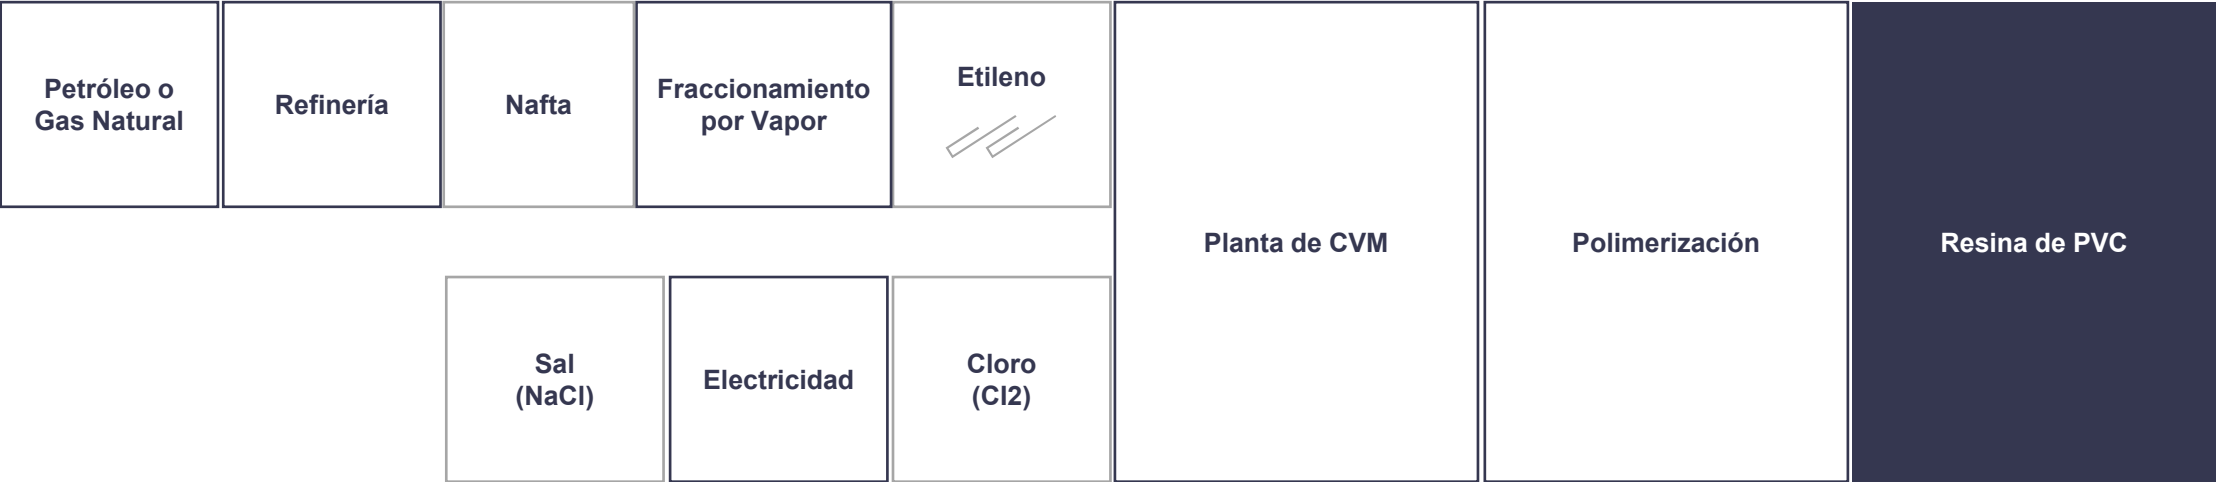 Petróleo o
Gas Natural
Refinería
Nafta
Fraccionamiento
por Vapor
Etileno
Planta de CVM
Polimerización
Resina de PVC
Sal
(NaCl)
Electricidad
Cloro
(Cl2)